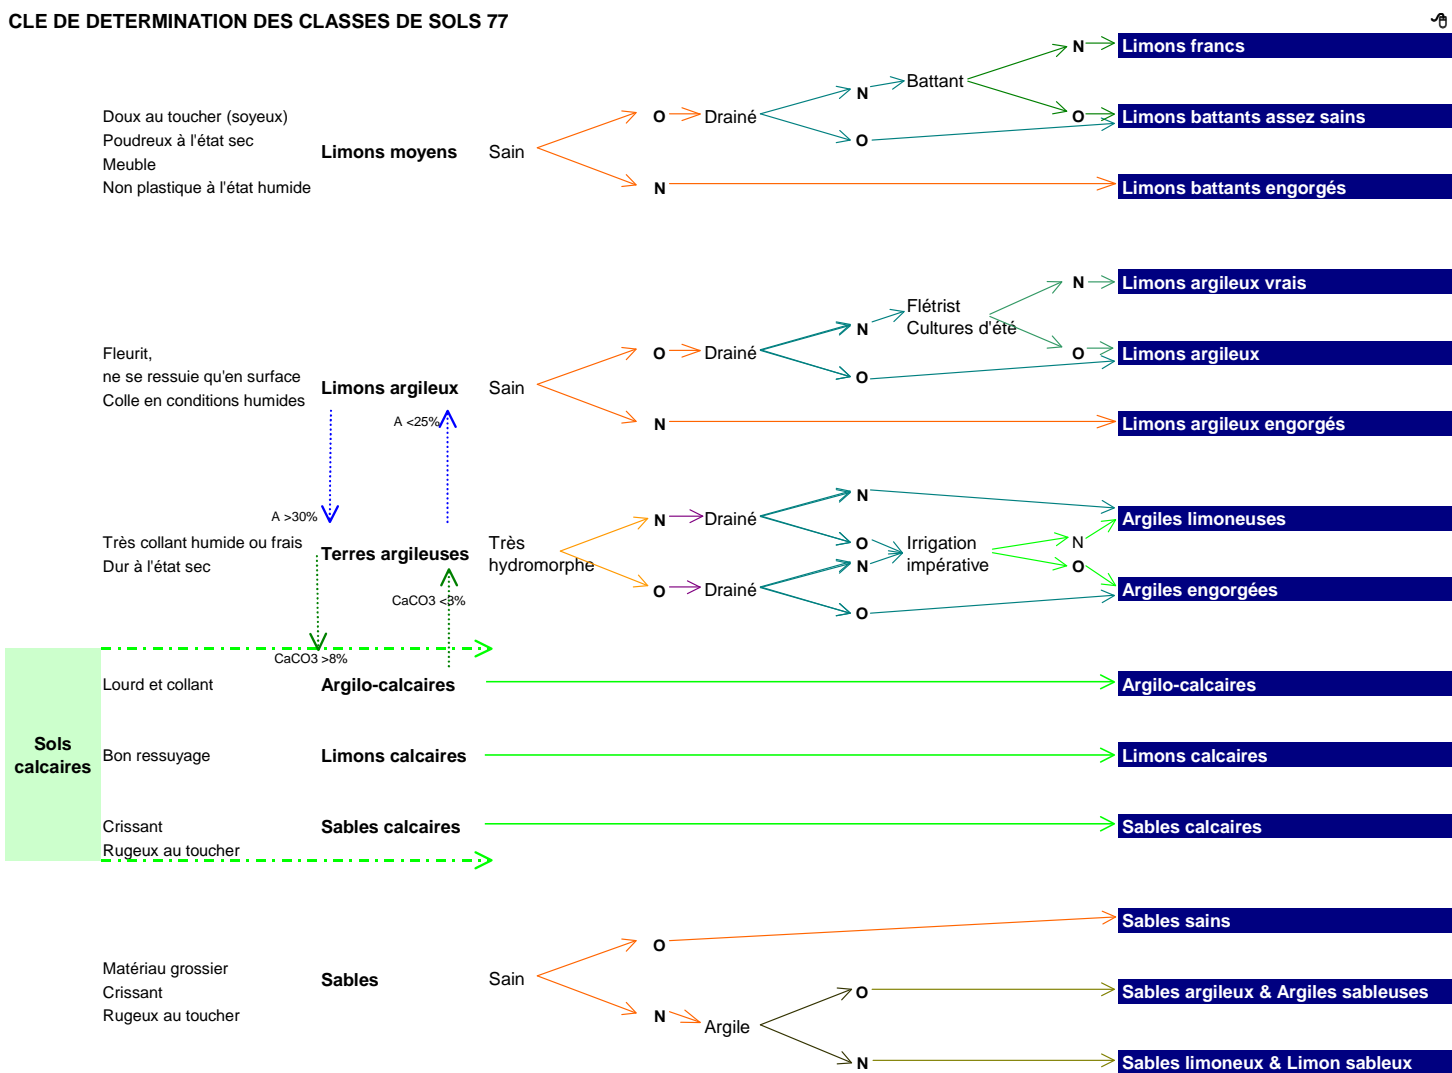 CLE DE DETERMINATION DES CLASSES DE SOLS 77
N Limons francs
Battant
N
Doux au toucher (soyeux)
O Drainé
O Limons battants assez sains
Poudreux à l'état sec
O
Limons moyens Sain
Meuble
Non plastique à l'état humide
N Limons battants engorgés
N Limons argileux vrais
Flétrist
Cultures d'été
N
Fleurit,
O Drainé
O Limons argileux
ne se ressuie qu'en surface
O
Limons argileux Sain
Colle en conditions humides
A <25%
N Limons argileux engorgés
N
A >30%
N Drainé
Argiles limoneuses
Très collant humide ou frais
Terres argileuses
Très
hydromorphe
O
Irrigation
impérative
N
Dur à l'état sec
N
O
O Drainé
Argiles engorgées
CaCO3 <3%
O
CaCO3 >8%
Sols
calcaires
Lourd et collant Argilo-calcaires Argilo-calcaires
Bon ressuyage Limons calcaires Limons calcaires
Crissant Sables calcaires Sables calcaires
Rugeux au toucher
Sables sains
O
Matériau grossier
Sables Sain
Crissant
O Sables argileux & Argiles sableuses
Rugeux au toucher
N Argile
N Sables limoneux & Limon sableux